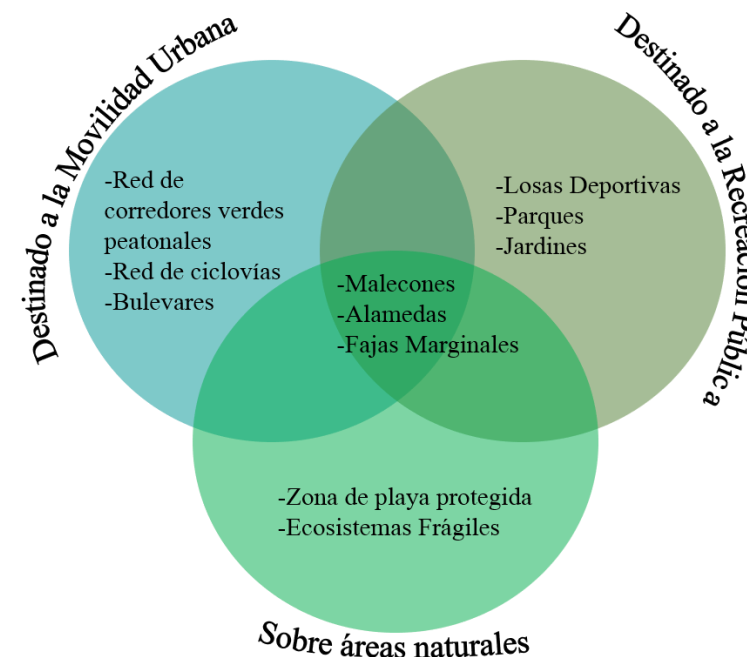 Destinado a la Movilidad Urbana
Destinado a la Recreación Pública
-Red de
corredores verdes
peatonales
-Red de ciclovías
-Bulevares
-Losas Deportivas
-Parques
-Jardines
-Malecones
-Alamedas
-Fajas Marginales
-Zona de playa protegida
-Ecosistemas Frágiles
Sobre áreas naturales